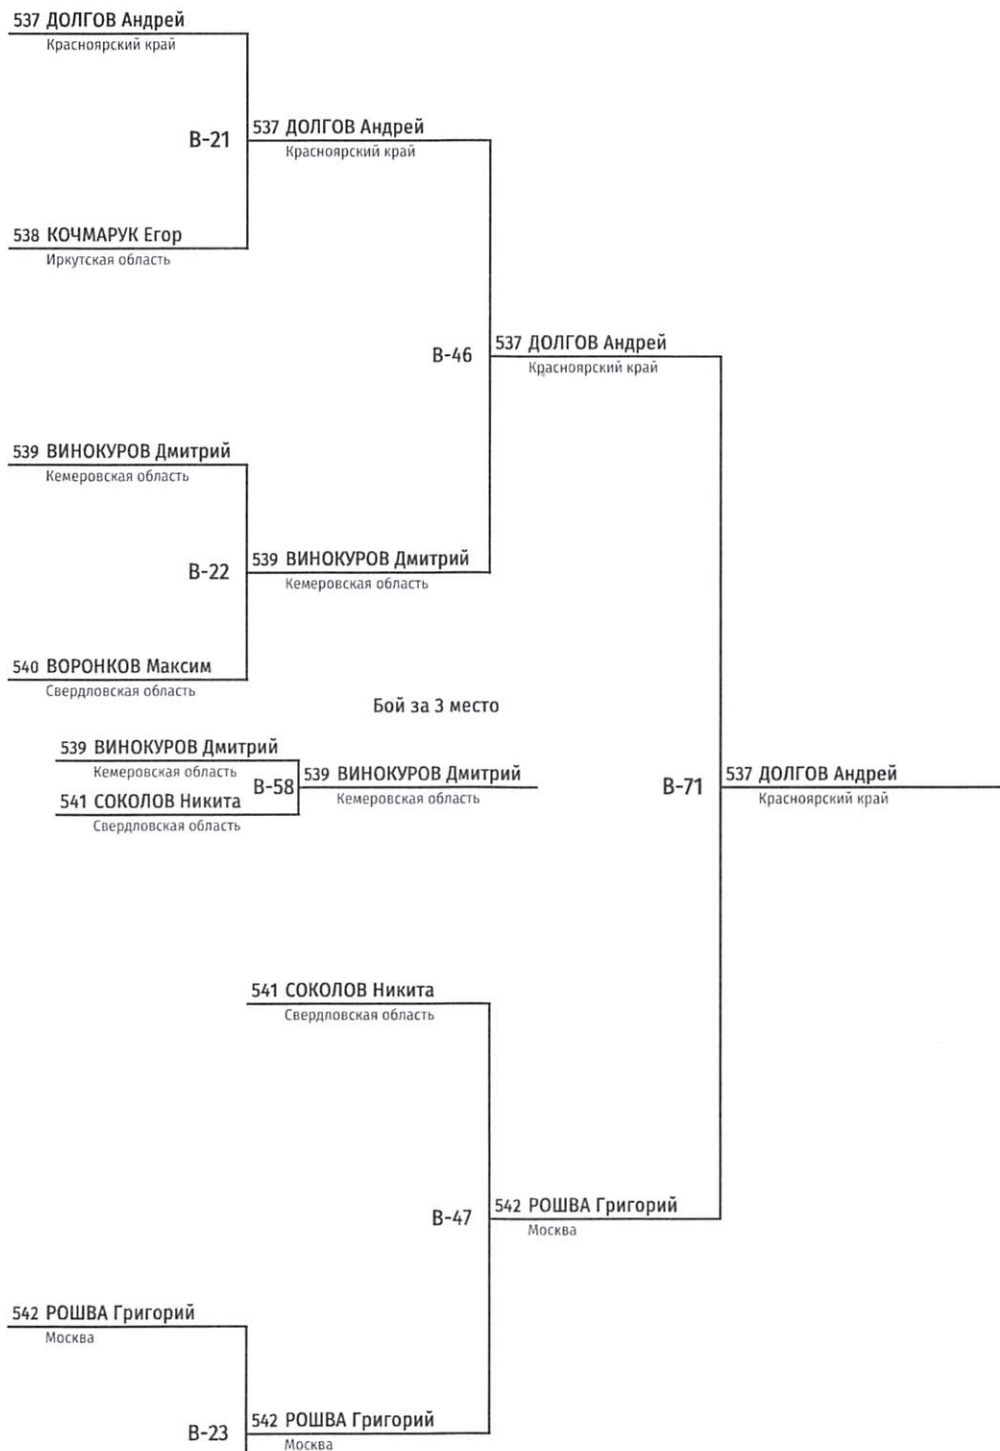 537 ДОЛГОВ Андрей
Красноярский край
B-21
537 ДОЛГОВ Андрей
Красноярский край
538 КОЧМАРУК Егор
Иркутская область
B-46
537 ДОЛГОВ Андрей
Красноярский край
539 ВИНОКУРОВ Дмитрий
Кемеровская область
B-22
539 ВИНОКУРОВ Дмитрий
Кемеровская область
540 ВОРОНКОВ Максим
Свердловская область
Бой за 3 место
539 ВИНОКУРОВ Дмитрий
Кемеровская область
B-58
539 ВИНОКУРОВ Дмитрий
Кемеровская область
541 СОКОЛОВ Никита
Свердловская область
B-71
537 ДОЛГОВ Андрей
Красноярский край
541 СОКОЛОВ Никита
Свердловская область
B-47
542 РОШВА Григорий
Москва
542 РОШВА Григорий
Москва
B-23
542 РОШВА Григорий
Москва